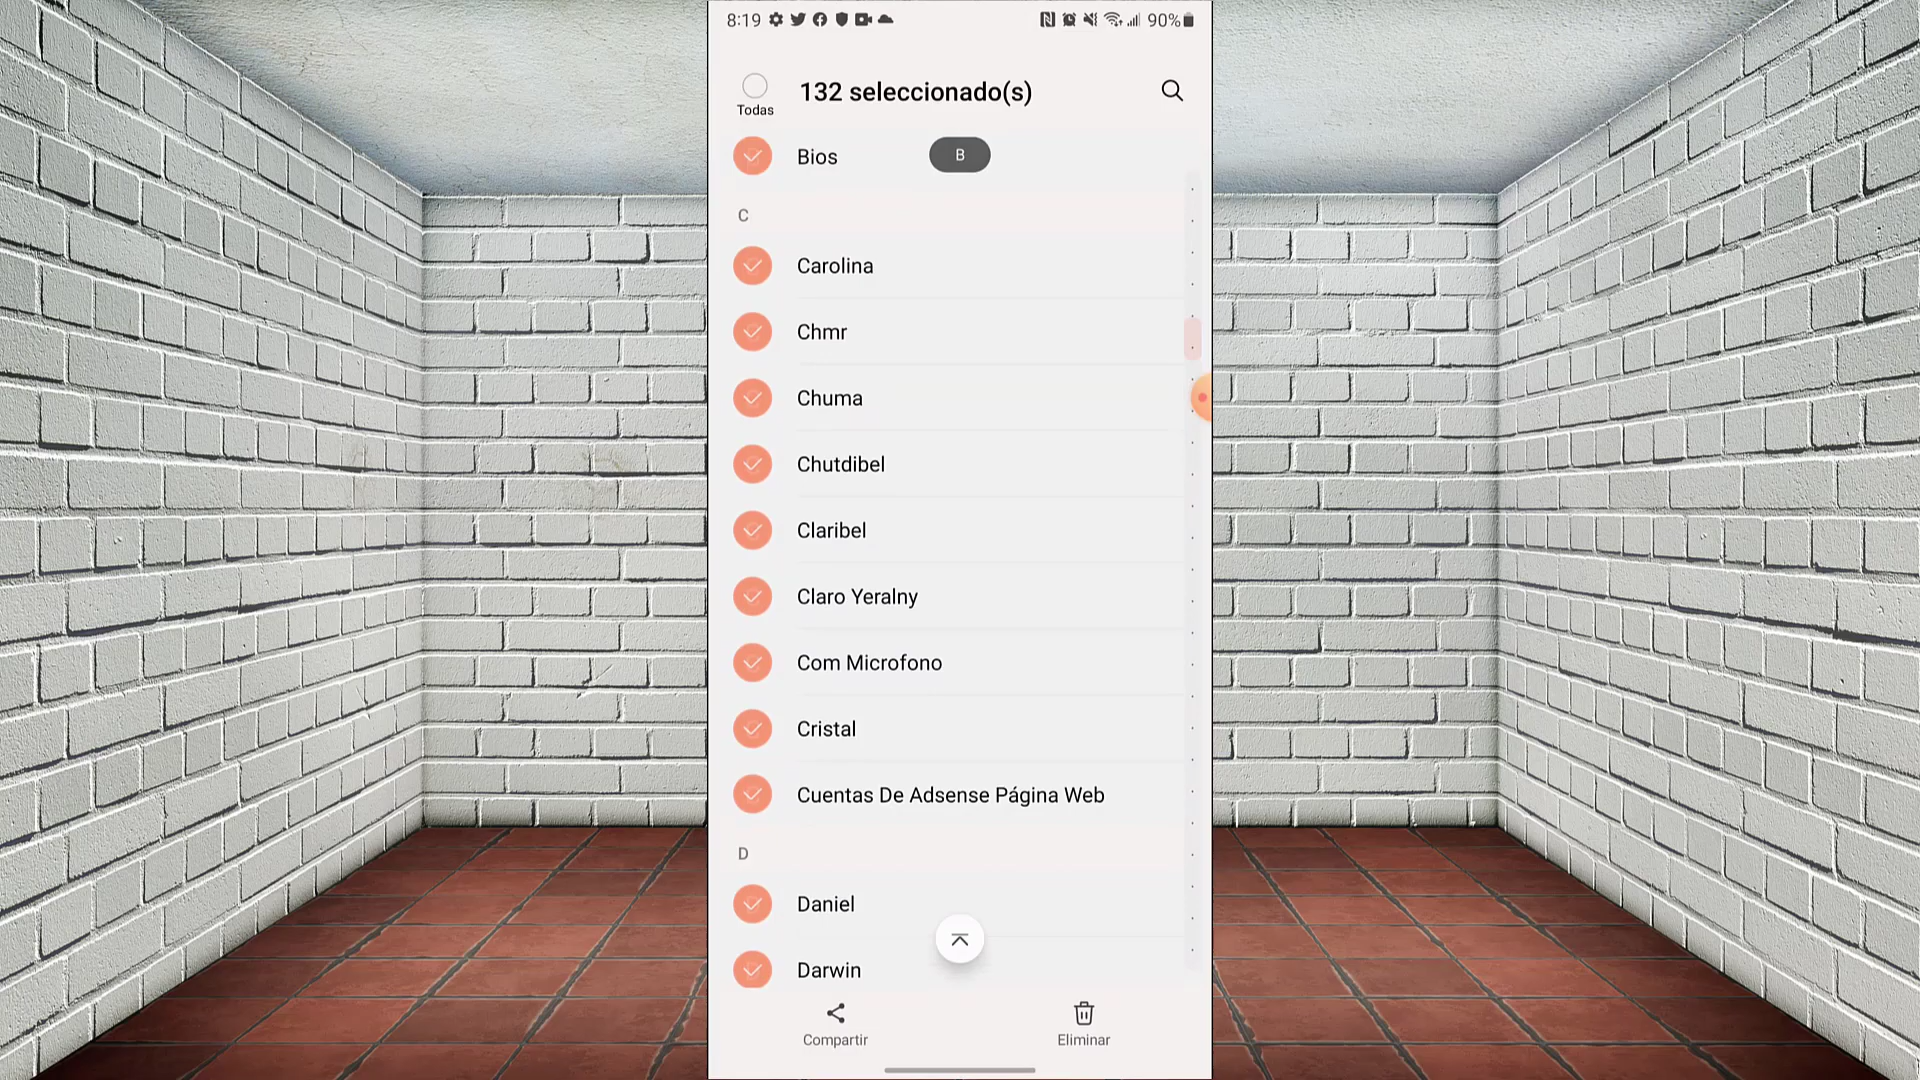 8:19
90%
Todas
132 seleccionado(s)
Bios
B
C
Carolina
Chmr
Chuma
Chutdibel
Claribel
Claro Yeralny
Com Microfono
Cristal
Cuentas De Adsense Página Web
D
Daniel
Darwin
Compartir
Eliminar